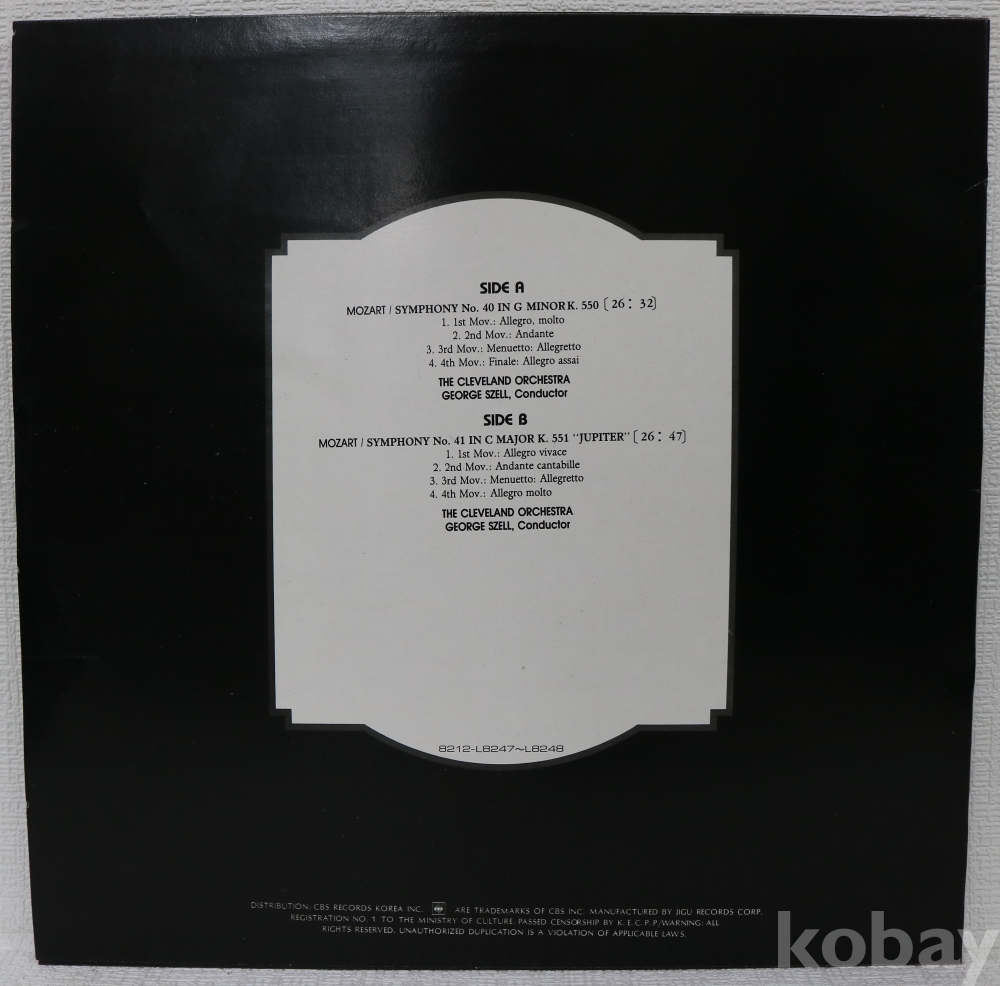 SIDE A
MOZART / SYMPHONY No. 40 IN G MINOR K. 550 [26 : 32]
1. 1st Mov.: Allegro, molto
2. 2nd Mov.: Andante
3. 3rd Mov.: Menuetto: Allegretto
4. 4th Mov.: Finale: Allegro assai
THE CLEVELAND ORCHESTRA
GEORGE SZELL, Conductor
SIDE B
MOZART / SYMPHONY No. 41 IN C MAJOR K. 551 "JUPITER" [26 : 47]
1. 1st Mov.: Allegro vivace
2. 2nd Mov.: Andante cantabille
3. 3rd Mov.: Menuetto: Allegretto
4. 4th Mov.: Allegro molto
THE CLEVELAND ORCHESTRA
GEORGE SZELL, Conductor
8212-L8247~L8248
DISTRIBUTION: CBS RECORDS KOREA INC. ARE TRADEMARKS OF CBS INC. MANUFACTURED BY JIGU RECORDS CORP.
REGISTRATION NO. 1 TO THE MINISTRY OF CULTURE. PASSED CENSORSHIP BY K. E. C. P. P/WARNING: ALL
RIGHTS RESERVED. UNAUTHORIZED DUPLICATION IS A VIOLATION OF APPLICABLE LAWS.
kobay